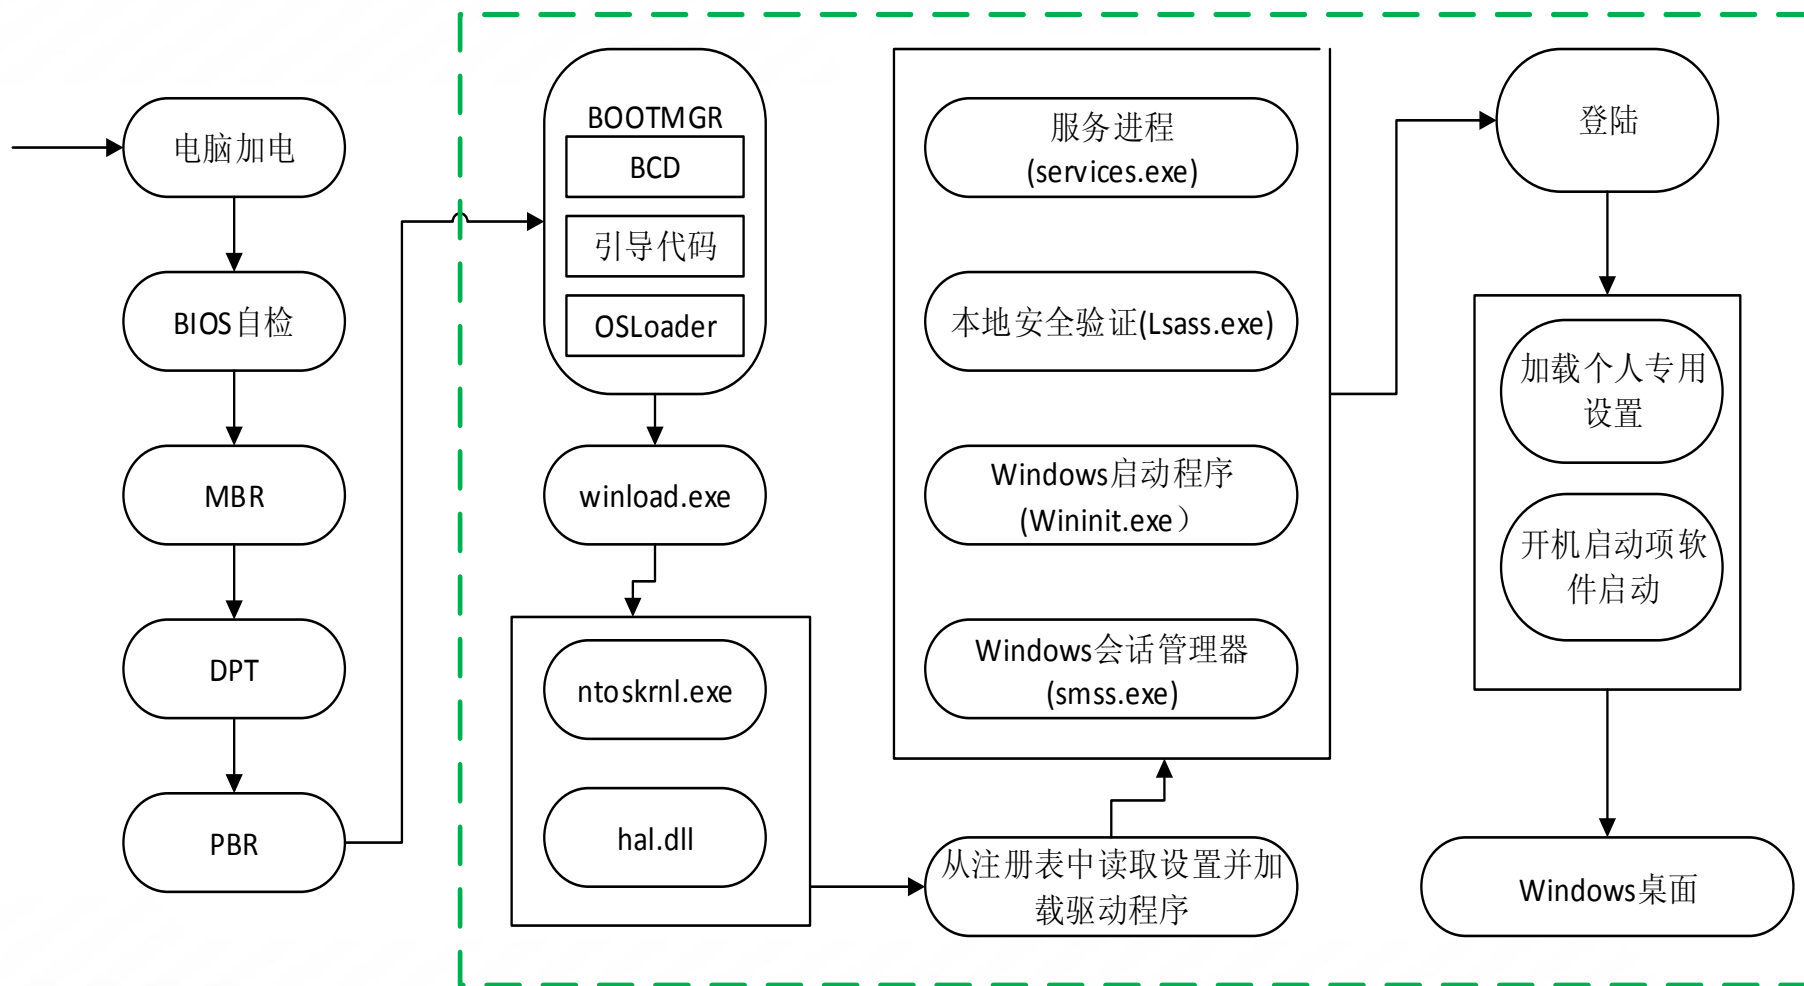 电脑加电
BIOS自检
MBR
DPT
PBR
BOOTMGR
BCD
引导代码
OSLoader
winload.exe
ntoskrnl.exe
hal.dll
从注册表中读取设置并加
载驱动程序
服务进程
(services.exe)
本地安全验证(Lsass.exe)
Windows启动程序
(Wininit.exe）
Windows会话管理器
(smss.exe)
登陆
加载个人专用
设置
开机启动项软
件启动
Windows桌面